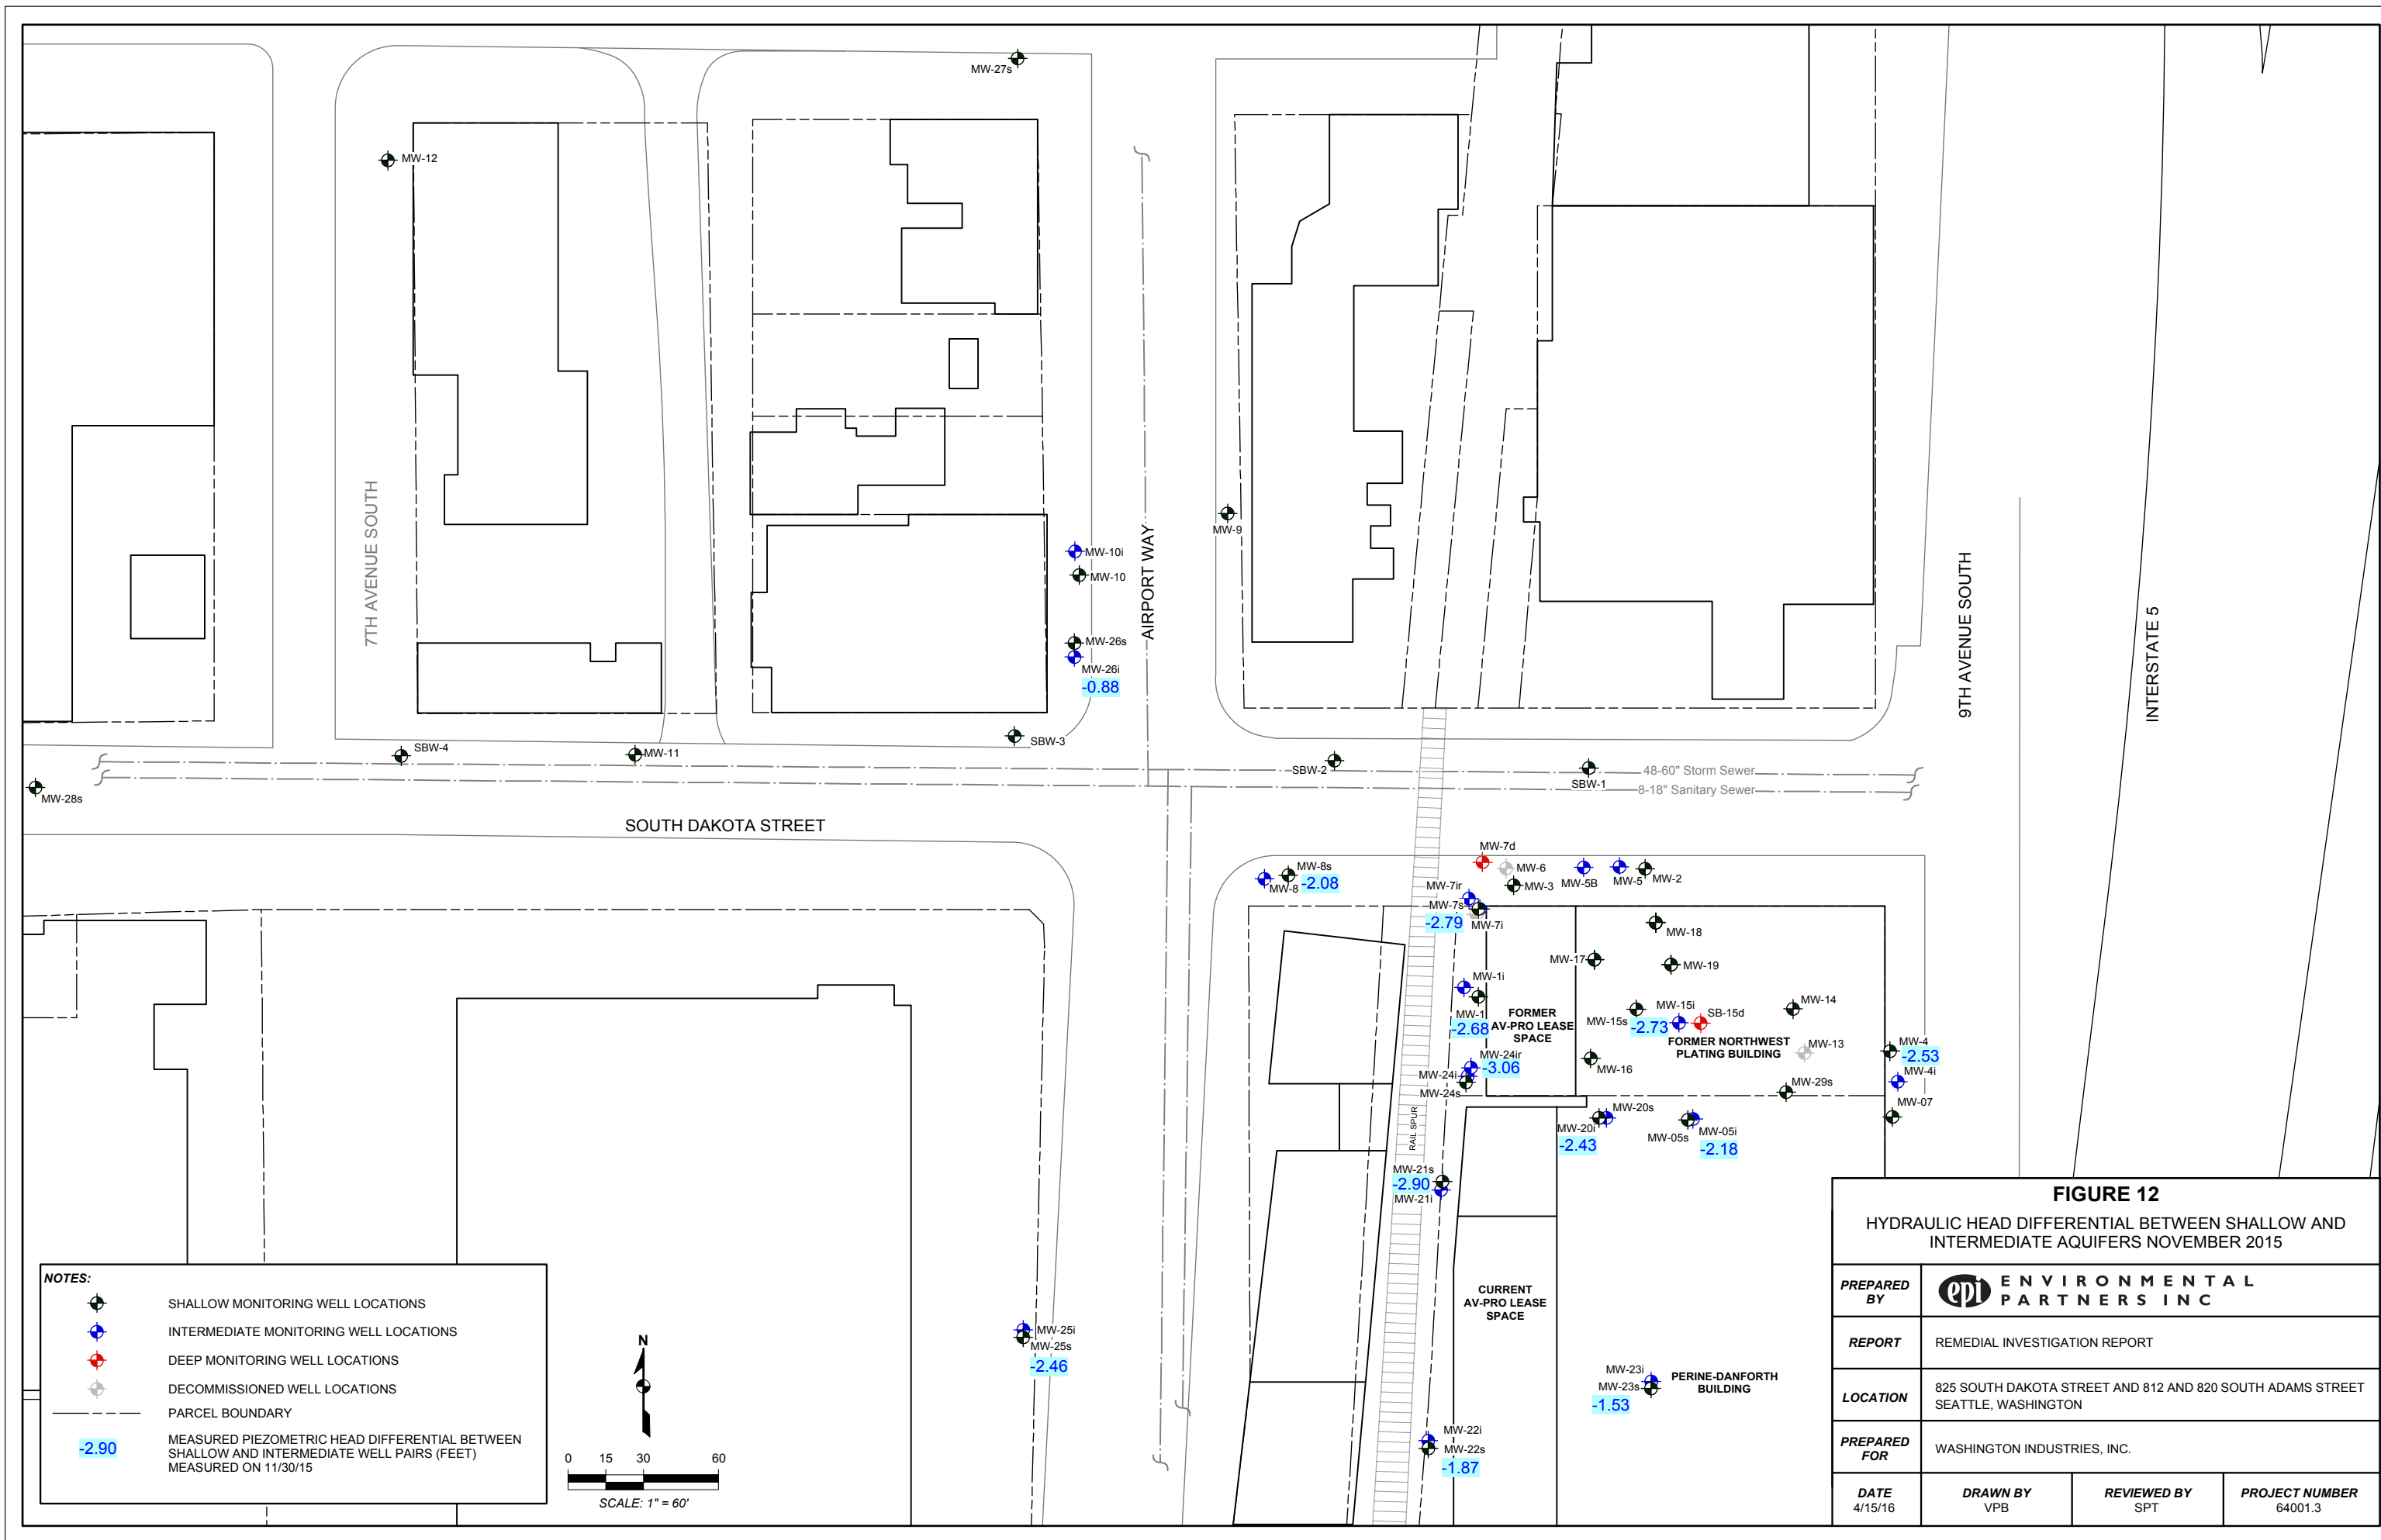 MW-27s
MW-12
7TH AVENUE SOUTH
AIRPORT WAY
MW-9
MW-10i
MW-10
MW-26s
MW-26i
-0.88
9TH AVENUE SOUTH
INTERSTATE 5
SBW-4
MW-11
SBW-3
SBW-2
SBW-1
48-60" Storm Sewer
8-18" Sanitary Sewer
MW-28s
SOUTH DAKOTA STREET
MW-8s
MW-8
-2.08
MW-7d
MW-6
MW-3
MW-5B
MW-5
MW-2
MW-7ir
MW-7s
-2.79
MW-7i
MW-18
MW-17
MW-19
MW-1i
MW-1
-2.68
FORMER
AV-PRO LEASE
SPACE
MW-15i
SB-15d
MW-14
MW-15s
-2.73
FORMER NORTHWEST
PLATING BUILDING
MW-13
MW-4
-2.53
MW-4i
MW-24ir
-3.06
MW-24i
MW-24s
MW-16
MW-29s
MW-07
MW-20s
MW-20i
-2.43
MW-05s
MW-05i
-2.18
RAIL SPUR
MW-21s
-2.90
MW-21i
CURRENT
AV-PRO LEASE
SPACE
MW-25i
MW-25s
-2.46
MW-23i
MW-23s
-1.53
PERINE-DANFORTH
BUILDING
MW-22i
MW-22s
-1.87
NOTES:
SHALLOW MONITORING WELL LOCATIONS
INTERMEDIATE MONITORING WELL LOCATIONS
DEEP MONITORING WELL LOCATIONS
DECOMMISSIONED WELL LOCATIONS
PARCEL BOUNDARY
-2.90
MEASURED PIEZOMETRIC HEAD DIFFERENTIAL BETWEEN
SHALLOW AND INTERMEDIATE WELL PAIRS (FEET)
MEASURED ON 11/30/15
N
0 15 30 60
SCALE: 1" = 60'
FIGURE 12
HYDRAULIC HEAD DIFFERENTIAL BETWEEN SHALLOW AND
INTERMEDIATE AQUIFERS NOVEMBER 2015
PREPARED
BY
epi
ENVIRONMENTAL
PARTNERS INC
REPORT
REMEDIAL INVESTIGATION REPORT
LOCATION
825 SOUTH DAKOTA STREET AND 812 AND 820 SOUTH ADAMS STREET
SEATTLE, WASHINGTON
PREPARED
FOR
WASHINGTON INDUSTRIES, INC.
DATE
4/15/16
DRAWN BY
VPB
REVIEWED BY
SPT
PROJECT NUMBER
64001.3